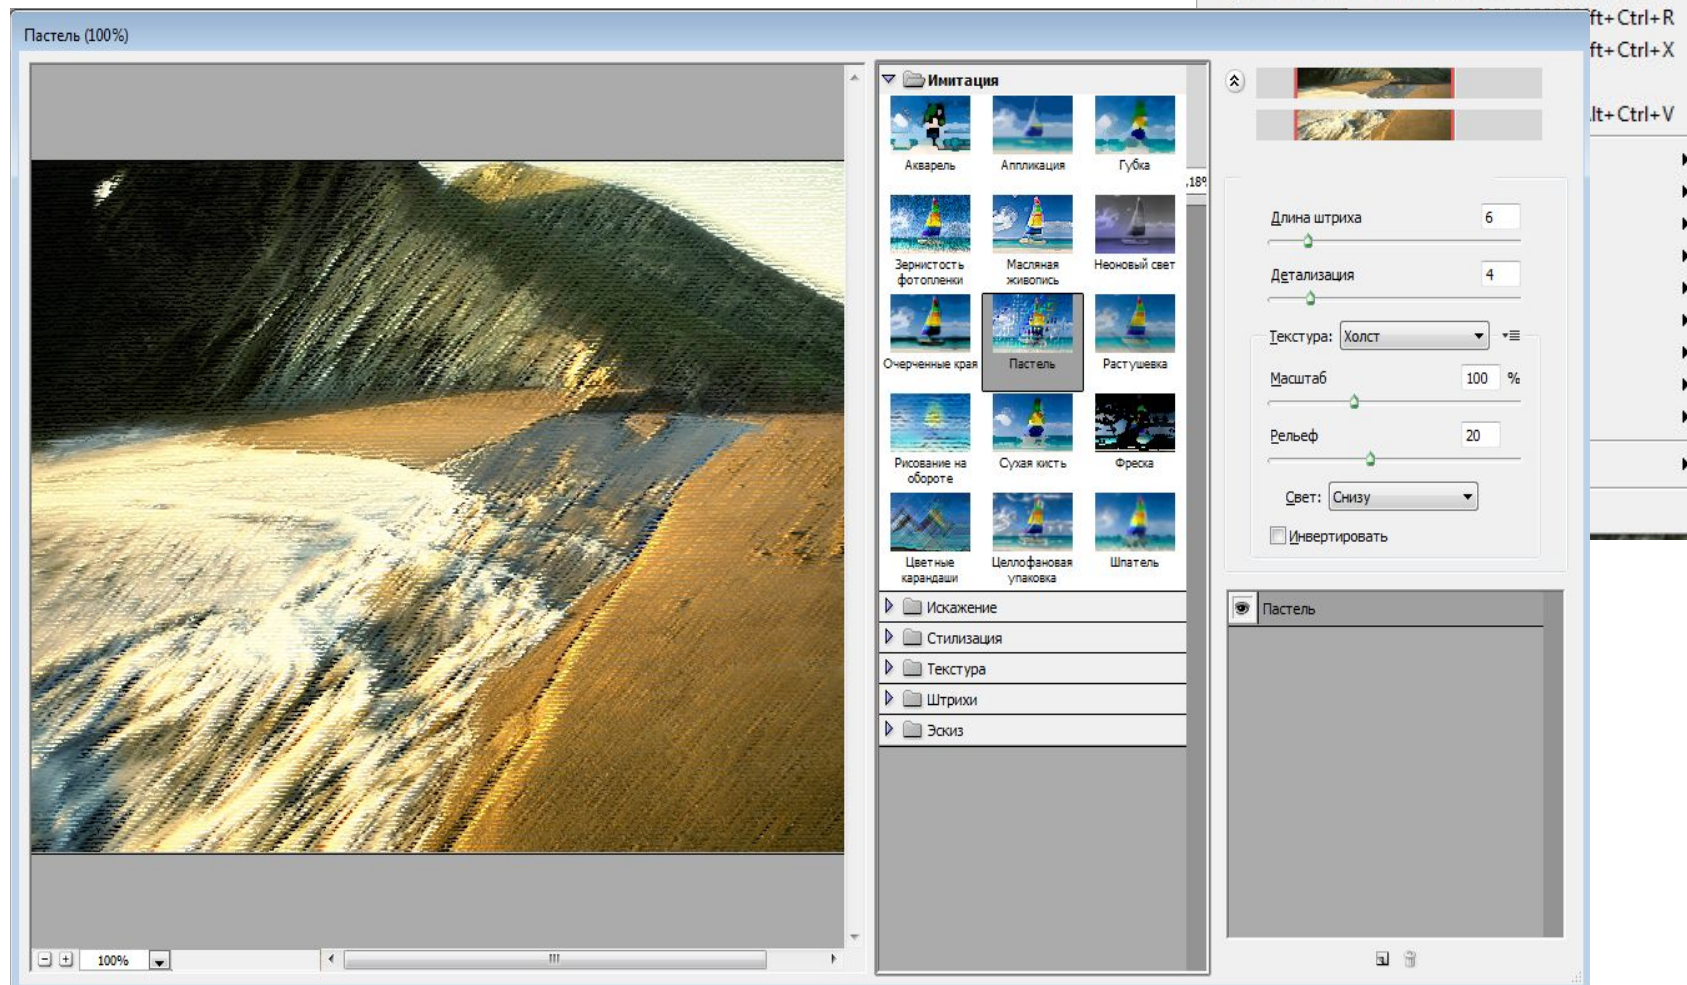 ft+Ctrl+R
ft+Ctrl+X
lt+Ctrl+V
Пастель (100%)
Имитация
Акварель
Аппликация
Губка
,18%
Зернистость
фотопленки
Масляная
живопись
Неоновый свет
Очерченные края
Пастель
Растушевка
Рисование на
обороте
Сухая кисть
Фреска
Цветные
карандаши
Целлофановая
упаковка
Шпатель
Искажение
Стилизация
Текстура
Штрихи
Эскиз
Длина штриха 6
Детализация 4
Текстура: Холст
Масштаб 100 %
Рельеф 20
Свет: Снизу
Инвертировать
Пастель
100%